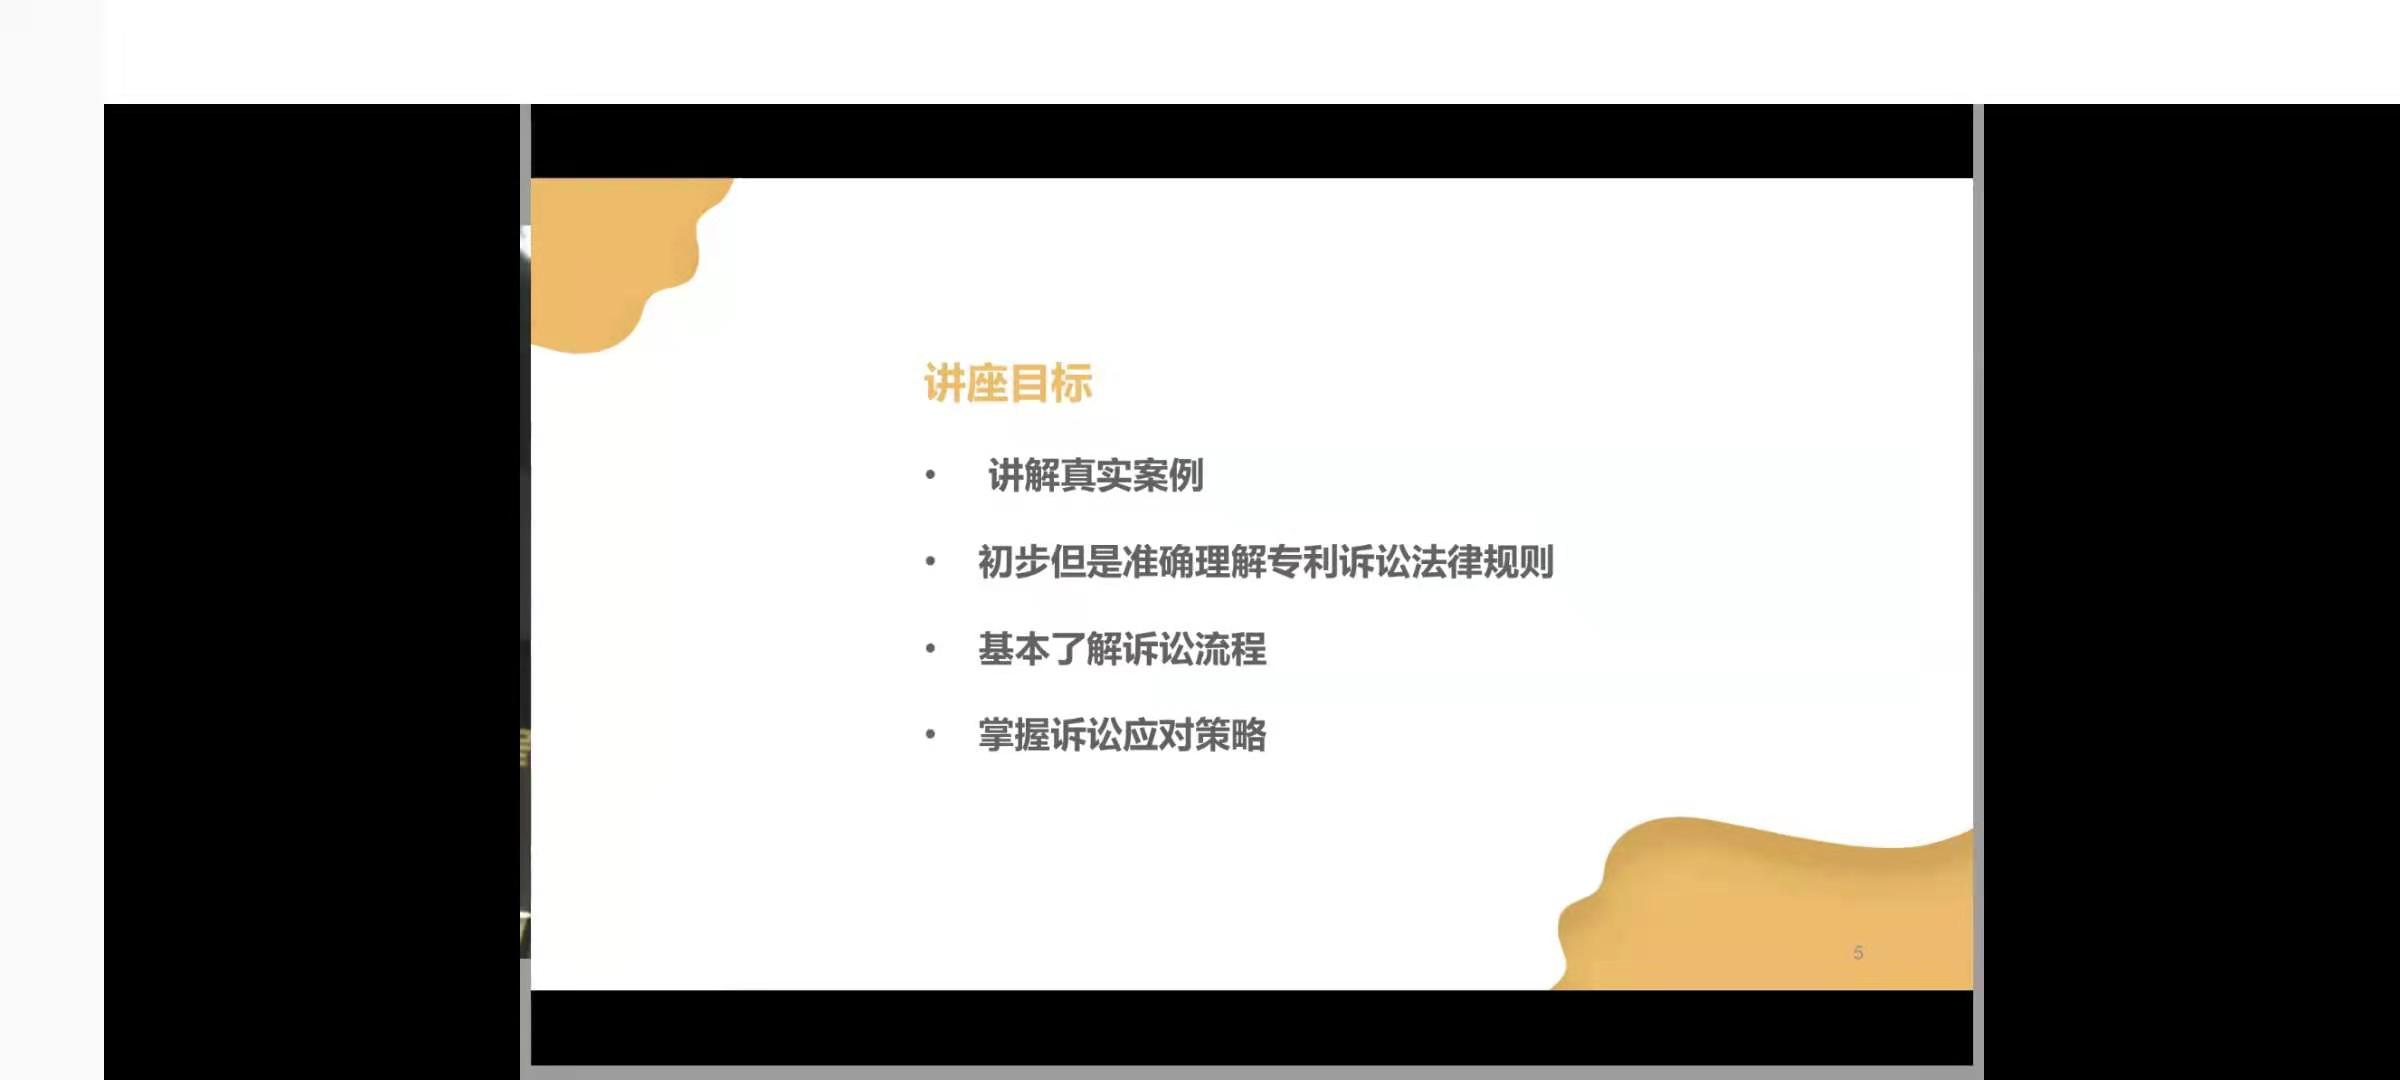 讲座目标
• 讲解真实案例
• 初步但是准确理解专利诉讼法律规则
• 基本了解诉讼流程
• 掌握诉讼应对策略
5